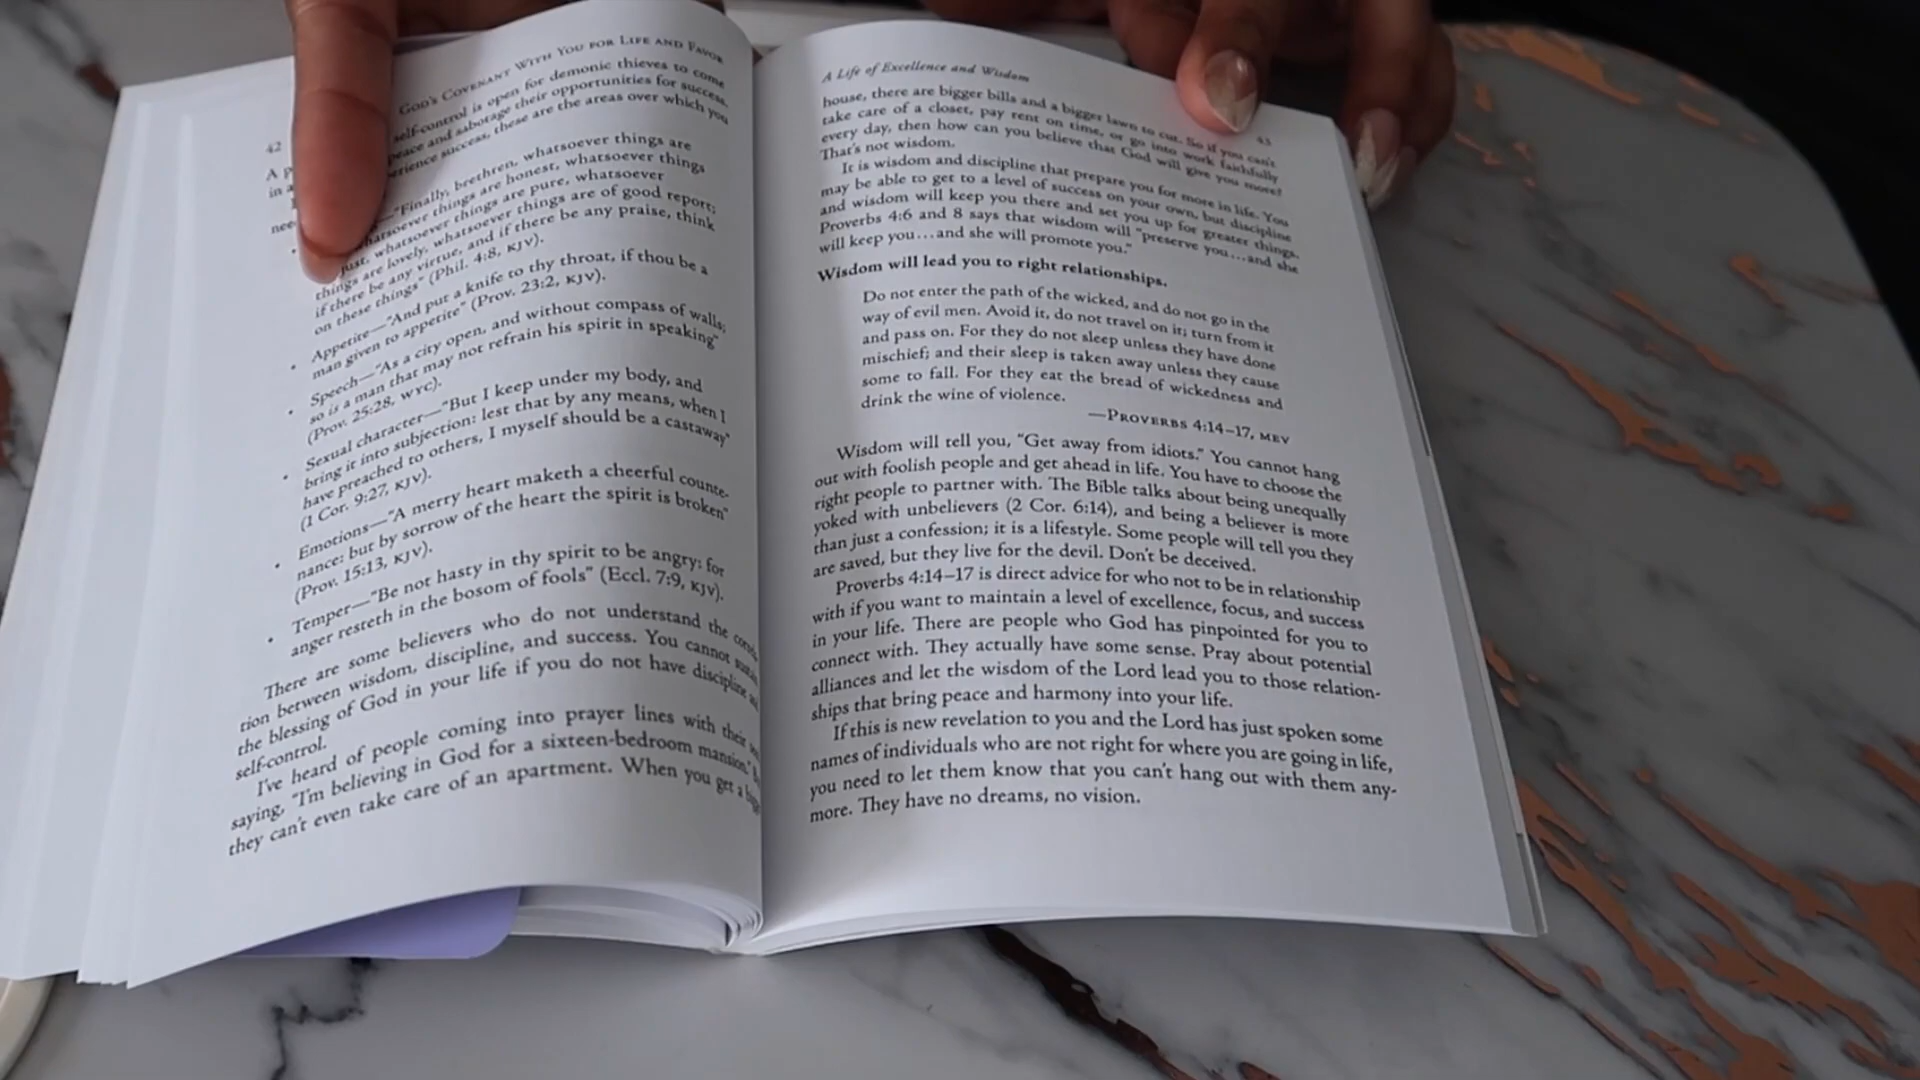 42
God's Covenant With You for Life and Favor
A p
self-control is open for demonic thieves to come
in a
peace and sabotage their opportunities for success.
success, these are the areas over which you
nee
—"Finally, brethren, whatsoever things are
whatsoever things are honest, whatsoever things
just, whatsoever things are pure, whatsoever
things are lovely, whatsoever things are of good report;
if there be any virtue, and if there be any praise, think
on these things" (Phil. 4:8, KJV).
• Appetite—"And put a knife to thy throat, if thou be a
man given to appetite" (Prov. 23:2, KJV).
• Speech—"As a city open, and without compass of walls;
so is a man that may not refrain his spirit in speaking"
(Prov. 25:28, WYC).
• Sexual character—"But I keep under my body, and
bring it into subjection: lest that by any means, when I
have preached to others, I myself should be a castaway"
(1 Cor. 9:27, KJV).
• Emotions—"A merry heart maketh a cheerful counte-
nance: but by sorrow of the heart the spirit is broken"
(Prov. 15:13, KJV).
• Temper—"Be not hasty in thy spirit to be angry: for
anger resteth in the bosom of fools" (Eccl. 7:9, KJV).
There are some believers who do not understand the
tion between wisdom, discipline, and success. You cannot
the blessing of God in your life if you do not have discipline
self-control.
I've heard of people coming into prayer lines with their
saying, "I'm believing in God for a sixteen-bedroom mansion."
they can't even take care of an apartment. When you get a
A Life of Excellence and Wisdom
43
house, there are bigger bills and a bigger lawn to cut. So if you can't
take care of a closet, pay rent on time, or go into work faithfully
every day, then how can you believe that God will give you more?
That's not wisdom.
It is wisdom and discipline that prepare you for more in life. You
may be able to get to a level of success on your own, but discipline
and wisdom will keep you there and set you up for greater things.
Proverbs 4:6 and 8 says that wisdom will "preserve you…and she
will keep you…and she will promote you."
Wisdom will lead you to right relationships.
Do not enter the path of the wicked, and do not go in the
way of evil men. Avoid it, do not travel on it; turn from it
and pass on. For they do not sleep unless they have done
mischief; and their sleep is taken away unless they cause
some to fall. For they eat the bread of wickedness and
drink the wine of violence.
—Proverbs 4:14–17, MEV
Wisdom will tell you, "Get away from idiots." You cannot hang
out with foolish people and get ahead in life. You have to choose the
right people to partner with. The Bible talks about being unequally
yoked with unbelievers (2 Cor. 6:14), and being a believer is more
than just a confession; it is a lifestyle. Some people will tell you they
are saved, but they live for the devil. Don't be deceived.
Proverbs 4:14–17 is direct advice for who not to be in relationship
with if you want to maintain a level of excellence, focus, and success
in your life. There are people who God has pinpointed for you to
connect with. They actually have some sense. Pray about potential
alliances and let the wisdom of the Lord lead you to those relation-
ships that bring peace and harmony into your life.
If this is new revelation to you and the Lord has just spoken some
names of individuals who are not right for where you are going in life,
you need to let them know that you can't hang out with them any-
more. They have no dreams, no vision.